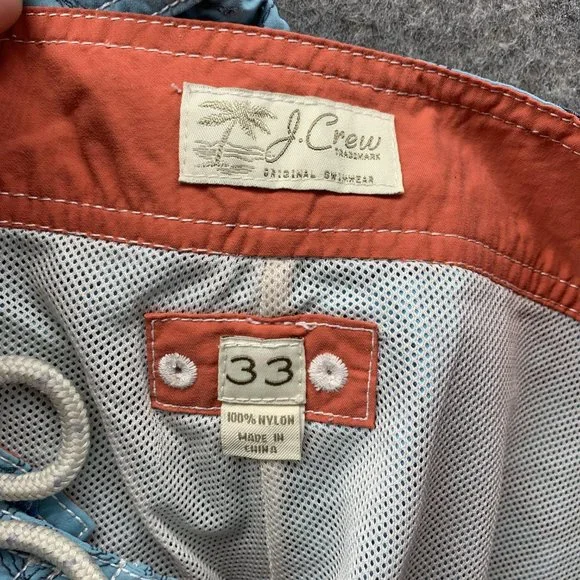 J.Crew
TRADEMARK
ORIGINAL SWIMWEAR
33
100% NYLON
MADE IN
CHINA